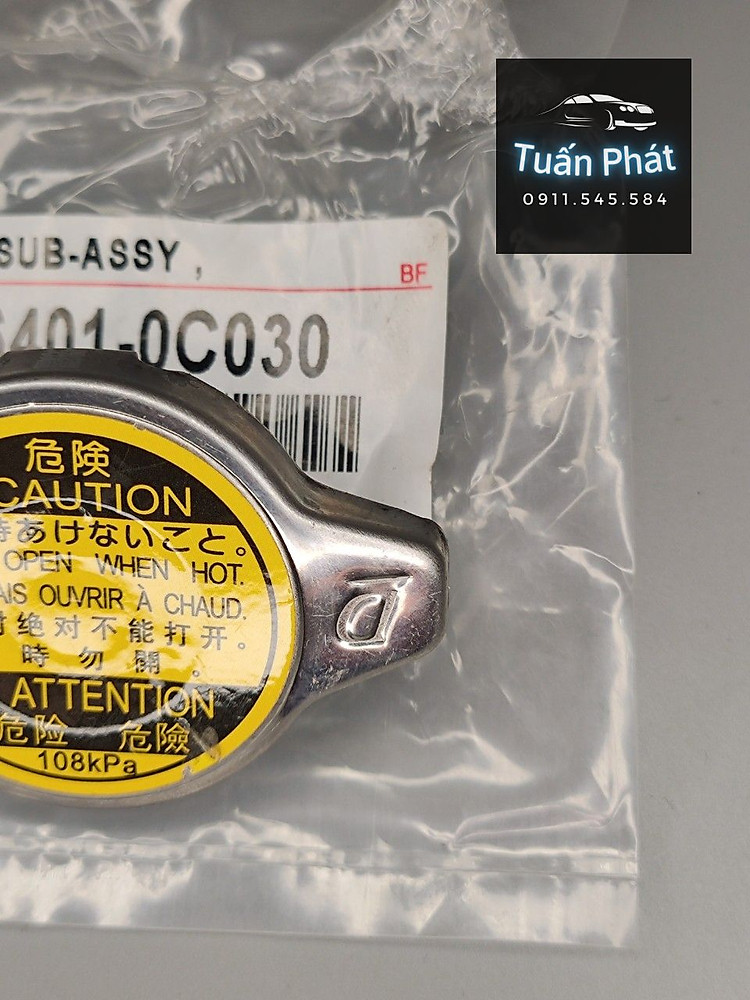 Tuấn Phát
0911.545.584
SUB-ASSY ,
BF
6401-0C030
危険
CAUTION
時あけないこと。
OPEN WHEN HOT.
AIS OUVRIR À CHAUD.
时绝对不能打开。
時勿開。
ATTENTION
危险 危險
108kPa